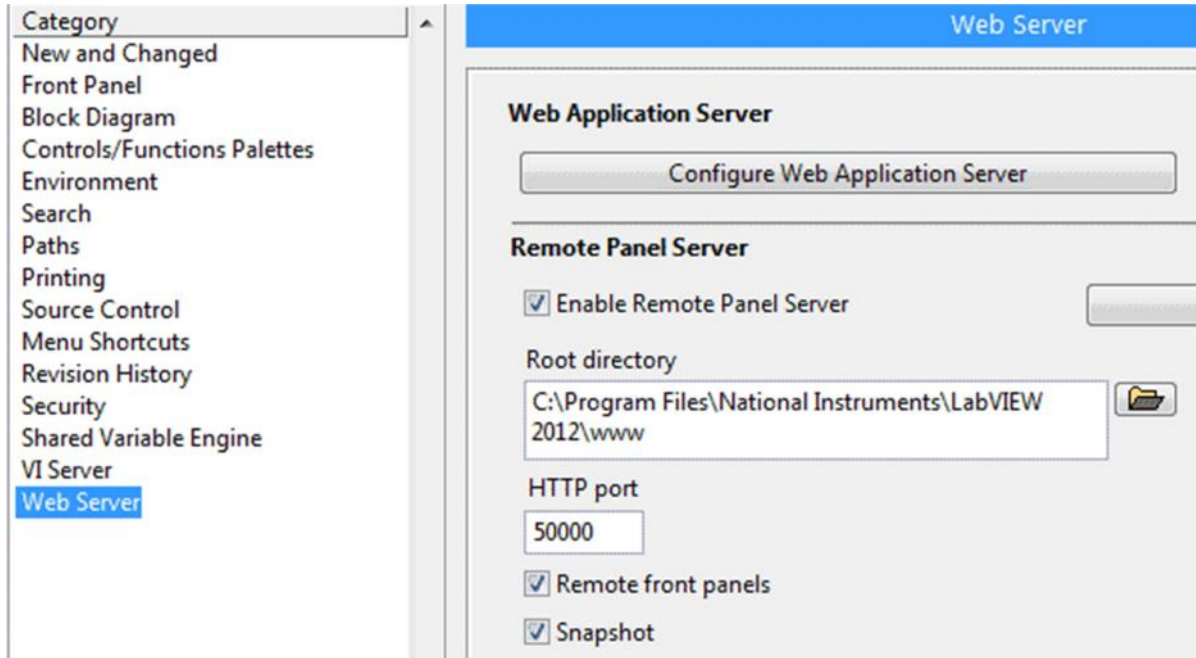 Category
New and Changed
Front Panel
Block Diagram
Controls/Functions Palettes
Environment
Search
Paths
Printing
Source Control
Menu Shortcuts
Revision History
Security
Shared Variable Engine
VI Server
Web Server
Web Server
Web Application Server
Configure Web Application Server
Remote Panel Server
Enable Remote Panel Server
Root directory
C:\Program Files\National Instruments\LabVIEW
2012\www
HTTP port
50000
Remote front panels
Snapshot